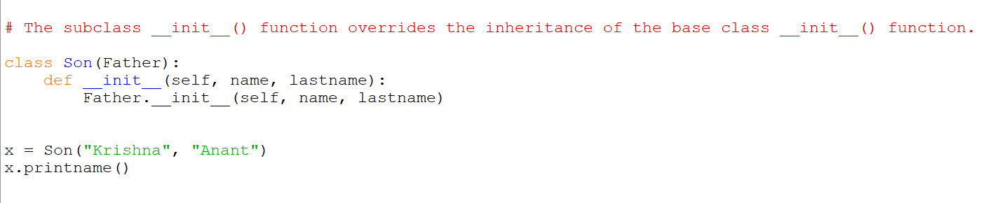 # The subclass __init__() function overrides the inheritance of the base class __init__() function.
class Son(Father):
    def __init__(self, name, lastname):
        Father.__init__(self, name, lastname)
x = Son("Krishna", "Anant")
x.printname()